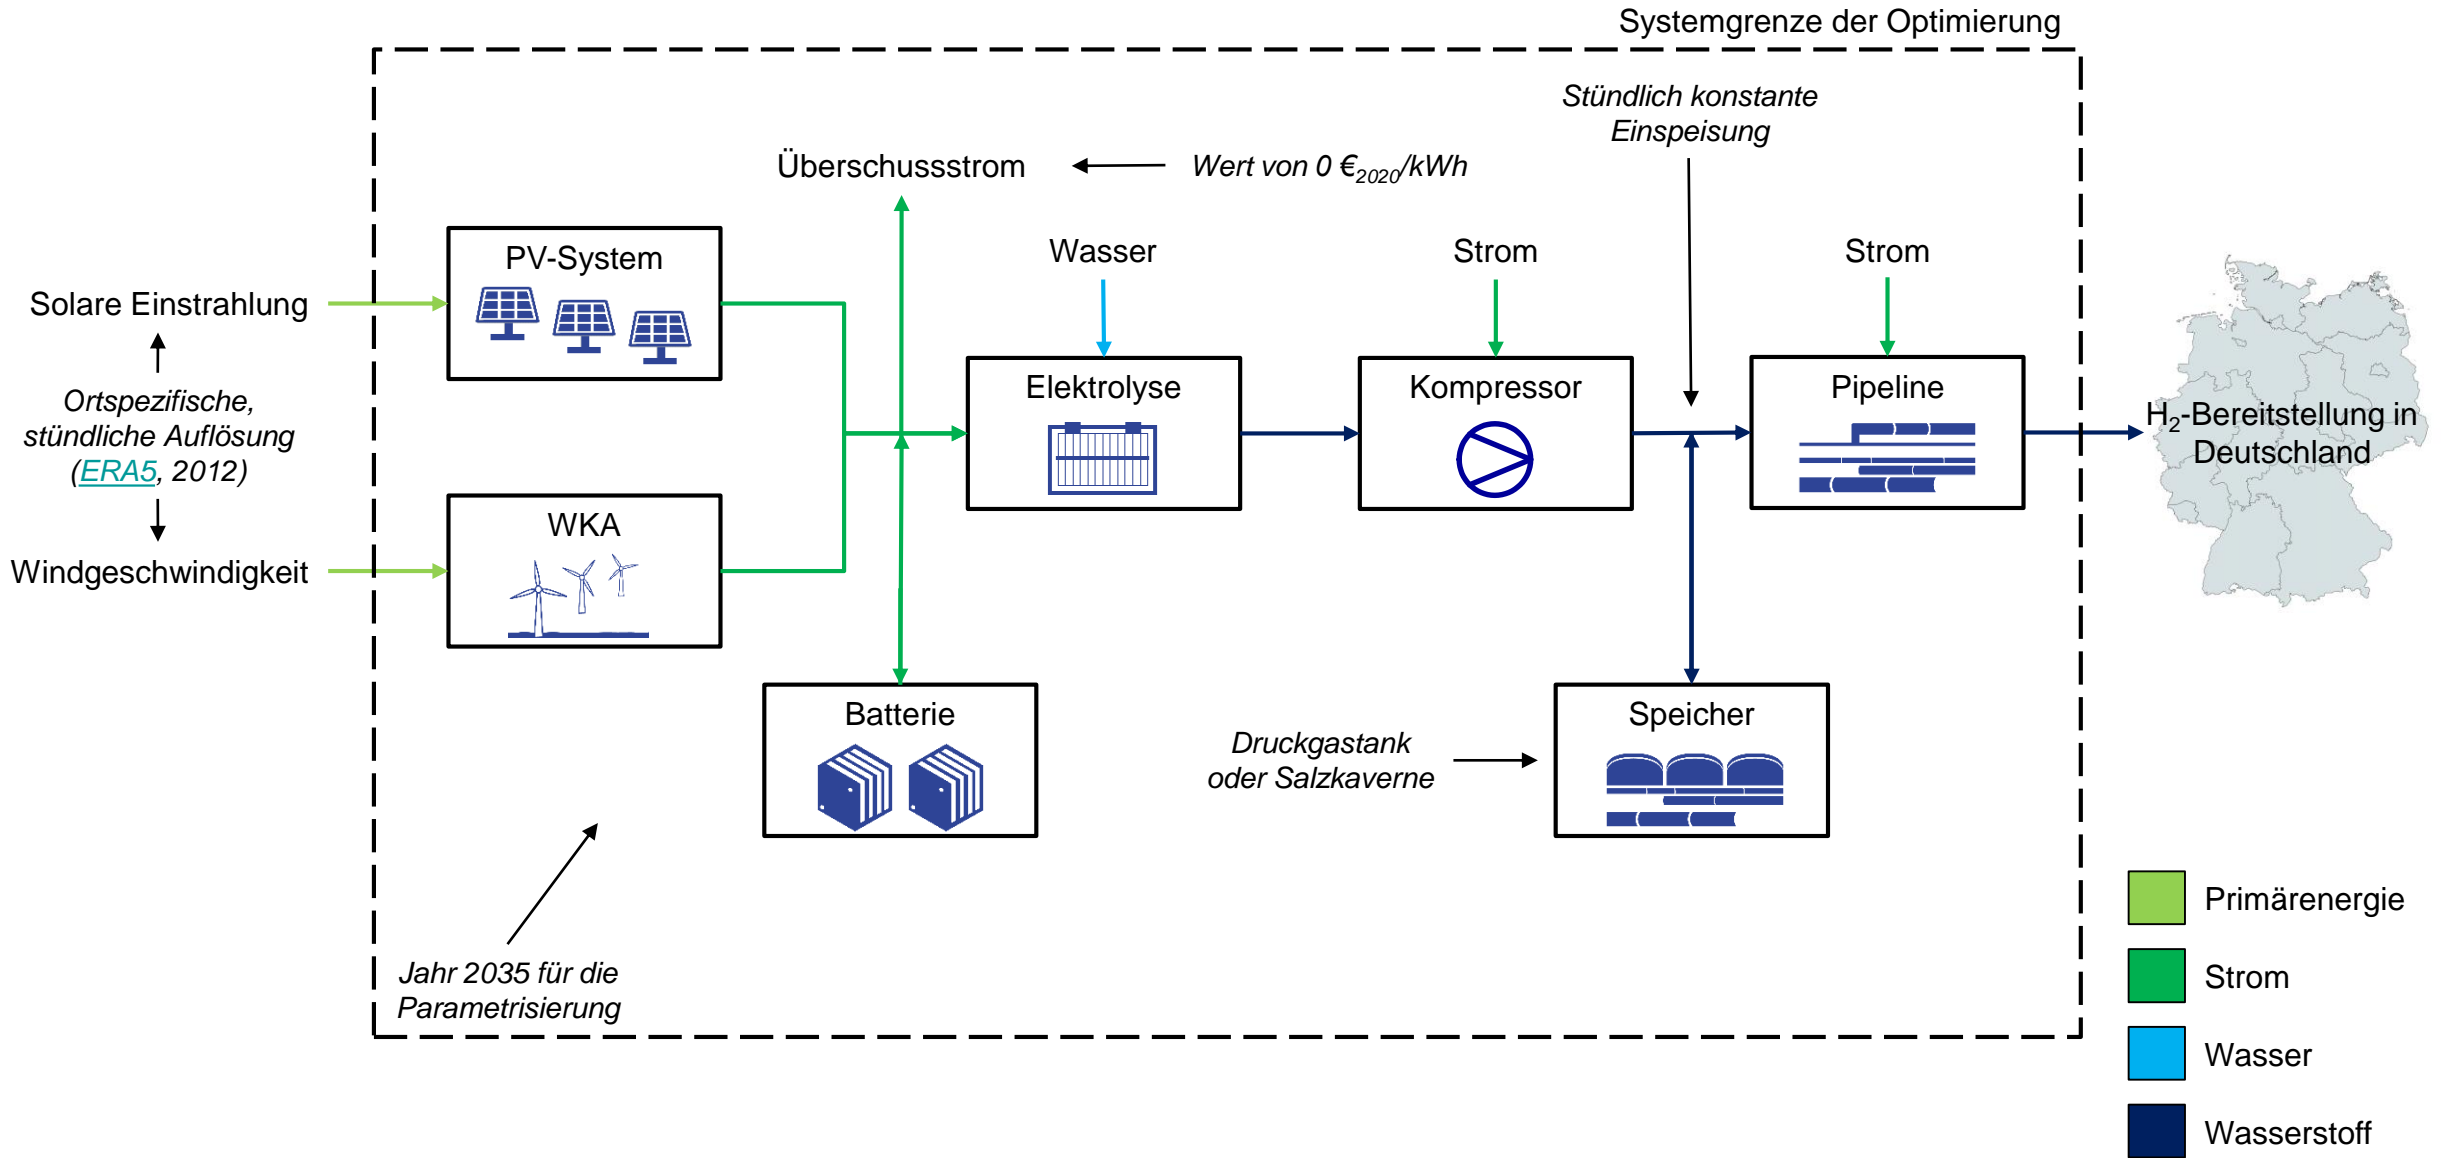 Systemgrenze der Optimierung
Stündlich konstante
Einspeisung
Überschussstrom
Wert von 0 €2020/kWh
PV-System
Wasser
Strom
Strom
Solare Einstrahlung
Elektrolyse
Kompressor
Pipeline
Ortspezifische,
stündliche Auflösung
(ERA5, 2012)
H2-Bereitstellung in
Deutschland
WKA
Windgeschwindigkeit
Batterie
Speicher
Druckgastank
oder Salzkaverne
Jahr 2035 für die
Parametrisierung
Primärenergie
Strom
Wasser
Wasserstoff